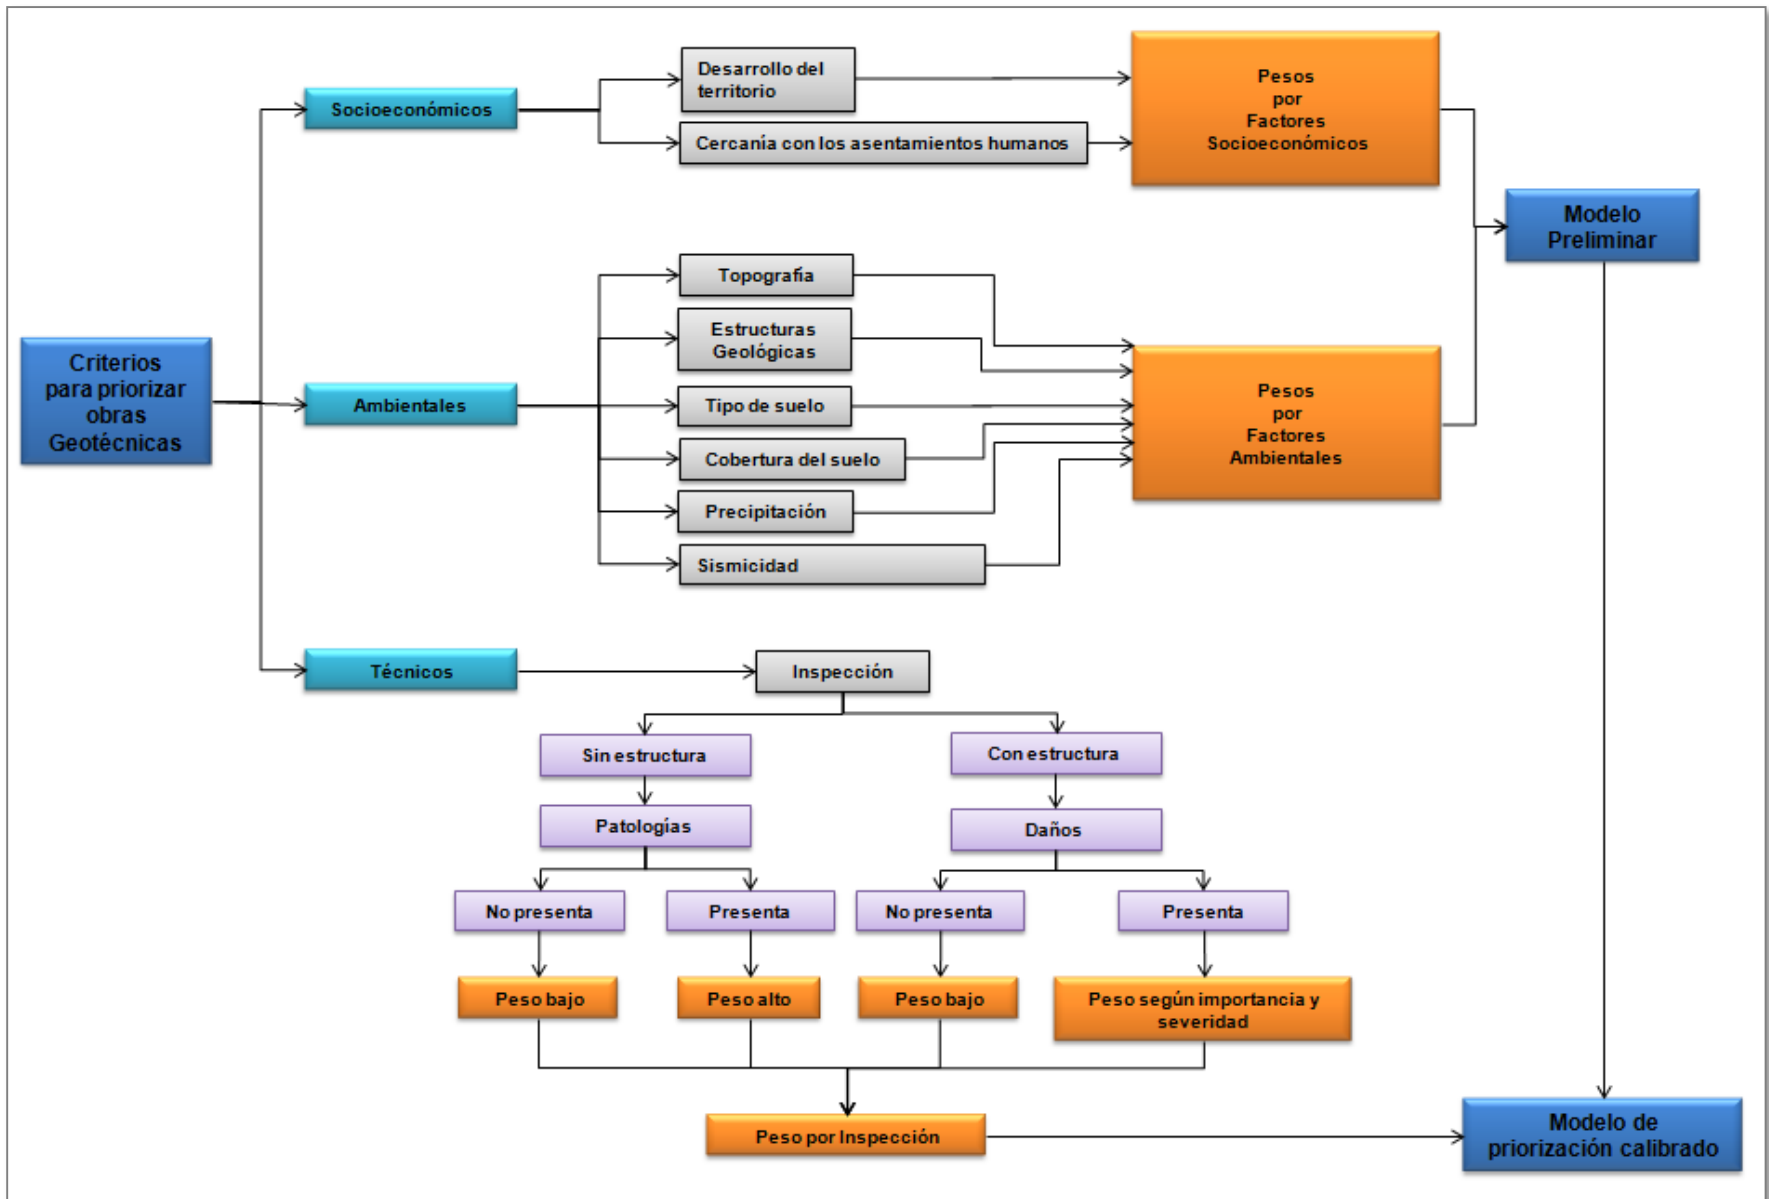 Criterios
para priorizar
obras
Geotécnicas
Socioeconómicos
Desarrollo del
territorio
Cercanía con los asentamientos humanos
Pesos
por
Factores
Socioeconómicos
Modelo
Preliminar
Ambientales
Topografía
Estructuras
Geológicas
Tipo de suelo
Cobertura del suelo
Precipitación
Sismicidad
Pesos
por
Factores
Ambientales
Técnicos
Inspección
Sin estructura
Con estructura
Patologías
Daños
No presenta
Presenta
No presenta
Presenta
Peso bajo
Peso alto
Peso bajo
Peso según importancia y
severidad
Peso por Inspección
Modelo de
priorización calibrado